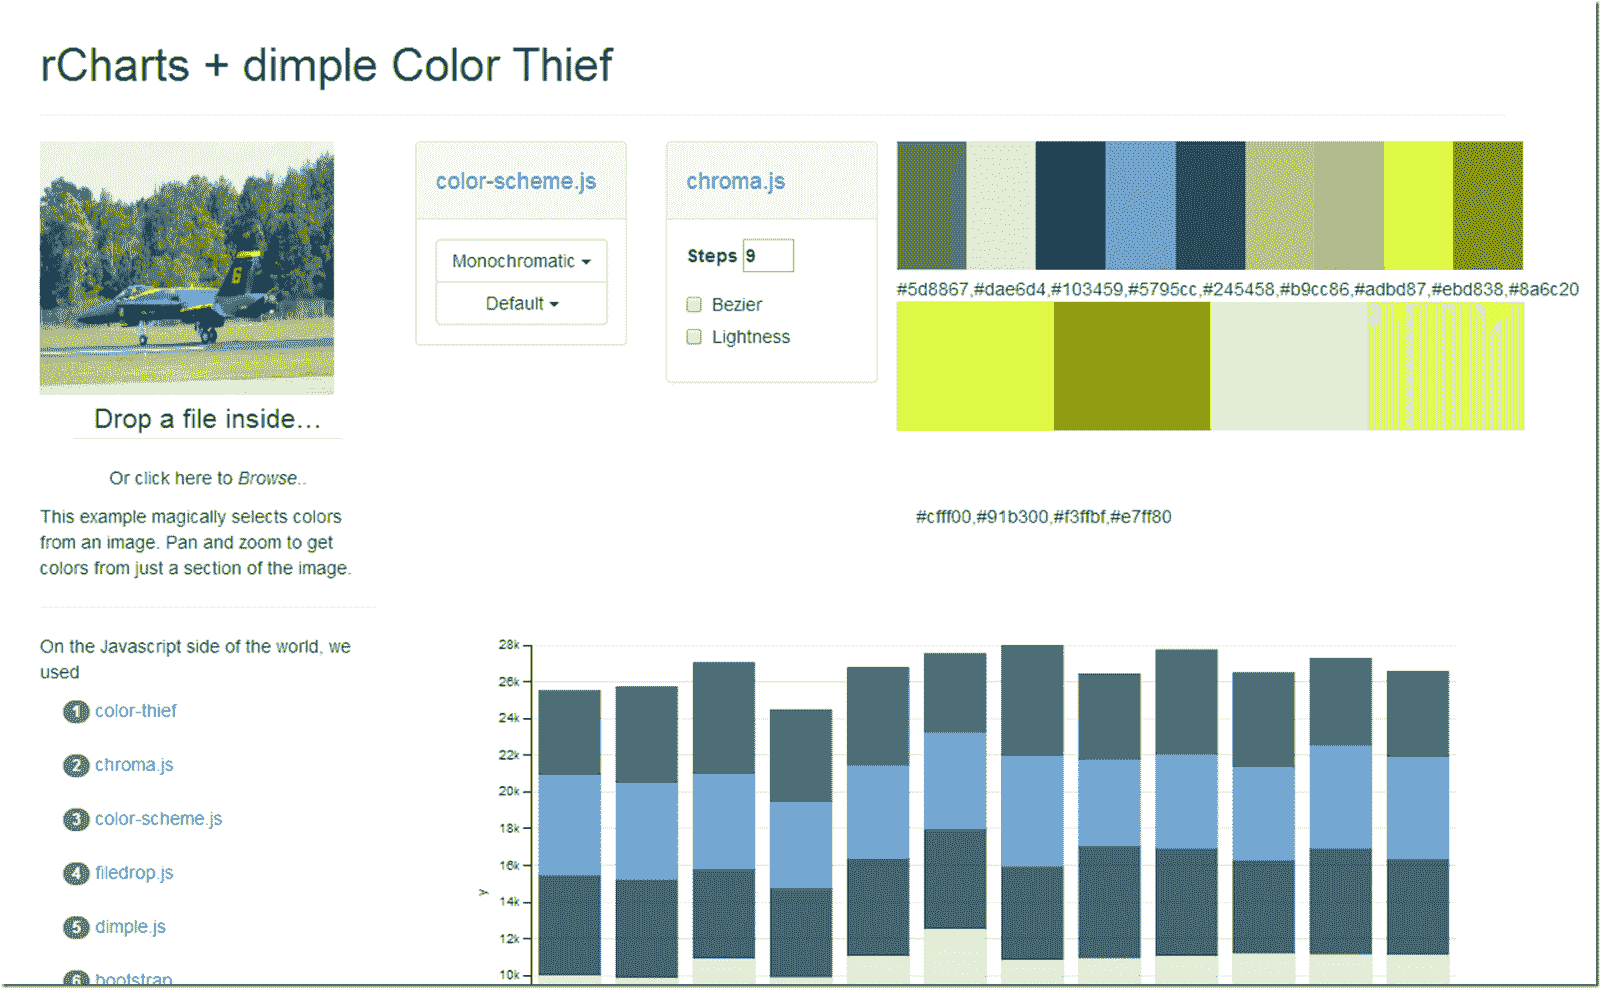 rCharts + dimple Color Thief
6
Drop a file inside...
Or click here to Browse..
This example magically selects colors
from an image. Pan and zoom to get
colors from just a section of the image.
On the Javascript side of the world, we
used
1 color-thief
2 chroma.js
3 color-scheme.js
4 filedrop.js
5 dimple.js
6 bootstrap
color-scheme.js
Monochromatic
Default
chroma.js
Steps 9
Bezier
Lightness
#5d8867,#dae6d4,#103459,#5795cc,#245458,#b9cc86,#adbd87,#ebd838,#8a6c20
#cfff00,#91b300,#f3ffbf,#e7ff80
28k
26k
24k
22k
20k
18k
16k
y
14k
12k
10k